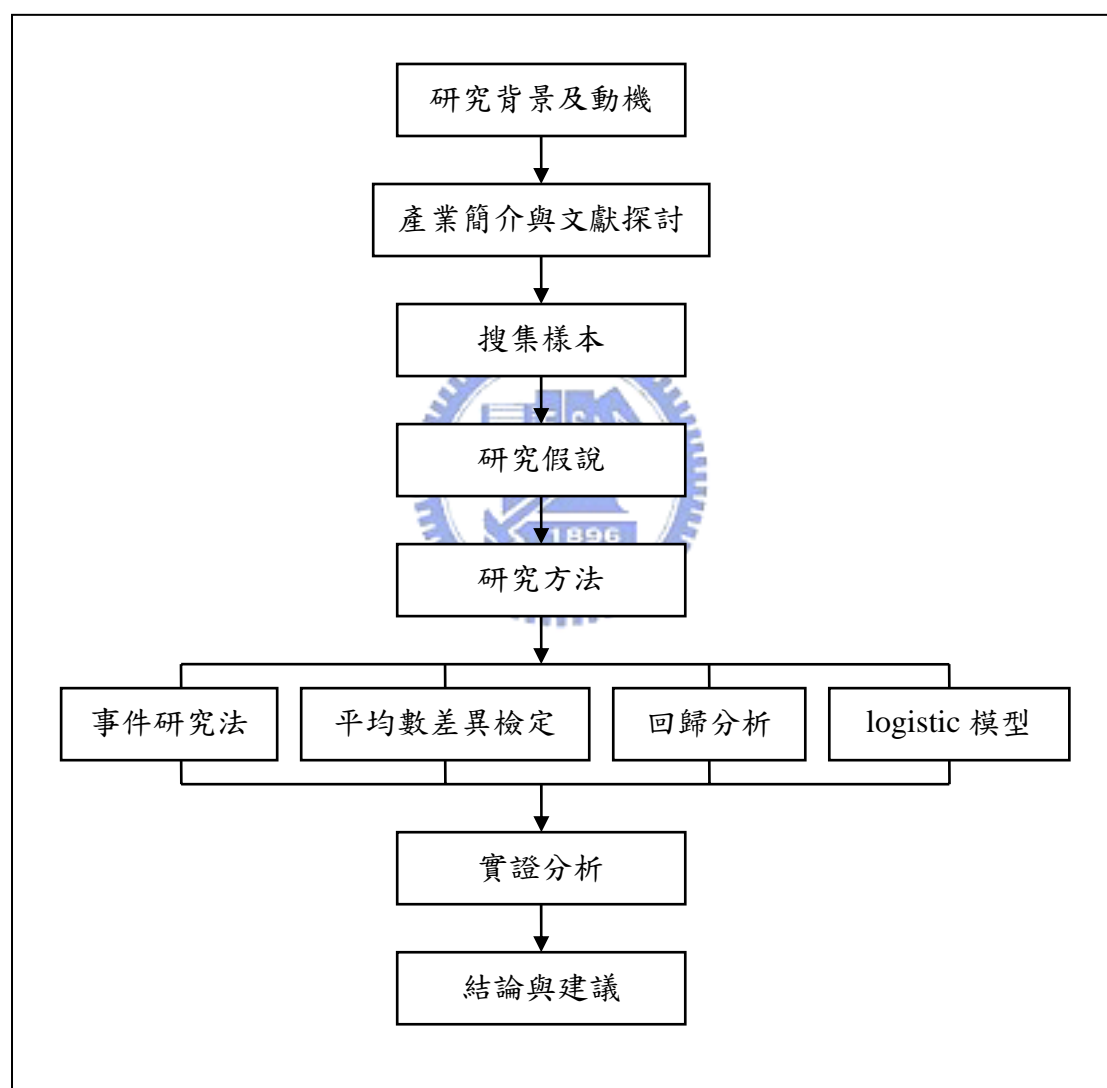 研究背景及動機
產業簡介與文獻探討
搜集樣本
研究假說
1896
研究方法
事件研究法 平均數差異檢定 回歸分析 logistic 模型
實證分析
結論與建議